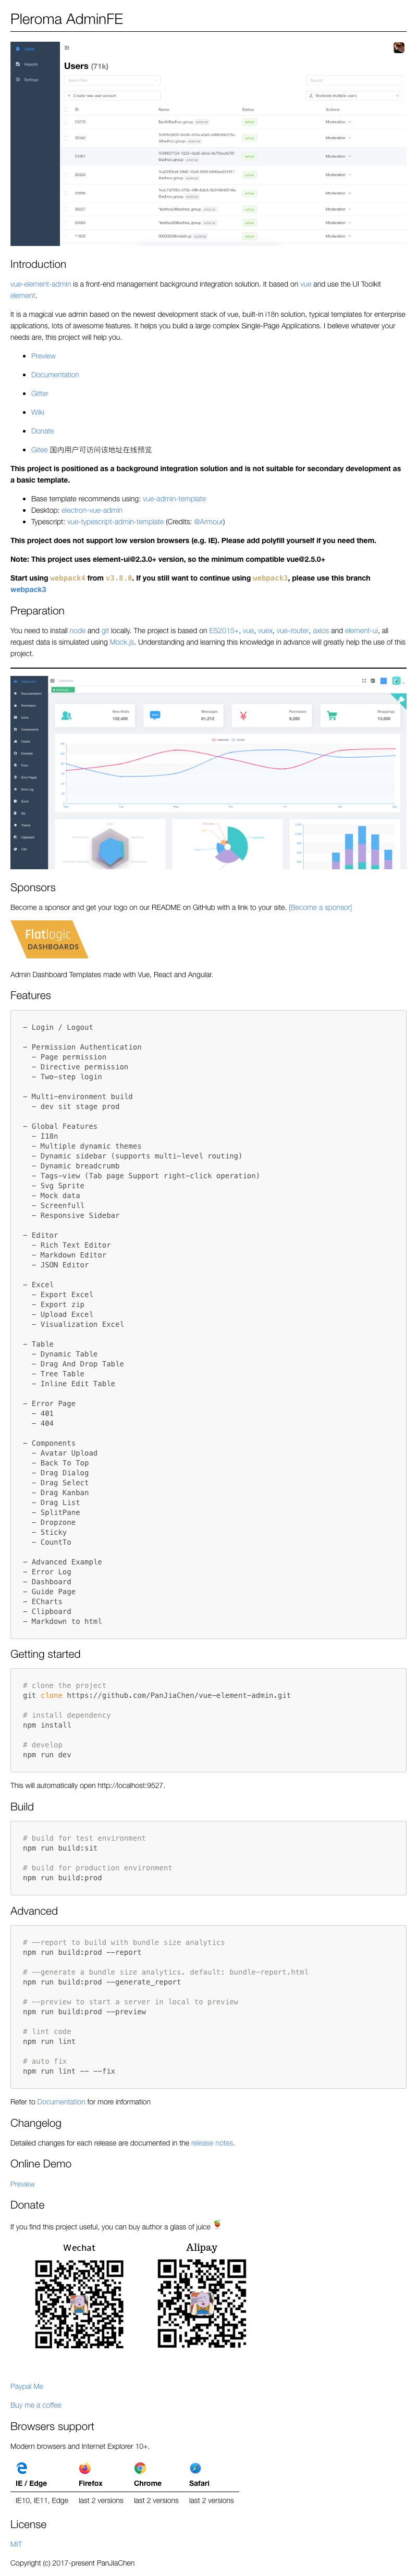 Pleroma AdminFE
Users
Reports
Settings
Users (71k)
Search
Create new user account
Moderate multiple users
ID Name Status Actions
Introduction
vue-element-admin is a front-end management background integration solution. It based on vue and use the UI Toolkit
element.
It is a magical vue admin based on the newest development stack of vue, built-in i18n solution, typical templates for enterprise
applications, lots of awesome features. It helps you build a large complex Single-Page Applications. I believe whatever your
needs are, this project will help you.
Preview
Documentation
Gitter
Wiki
Donate
Gitee 国内用户可访问该地址在线预览
This project is positioned as a background integration solution and is not suitable for secondary development as
a basic template.
Base template recommends using: vue-admin-template
Desktop: electron-vue-admin
Typescript: vue-typescript-admin-template (Credits: @Armour)
This project does not support low version browsers (e.g. IE). Please add polyfill yourself if you need them.
Note: This project uses element-ui@2.3.0+ version, so the minimum compatible vue@2.5.0+
Start using webpack4 from v3.8.0. If you still want to continue using webpack3, please use this branch
webpack3
Preparation
You need to install node and git locally. The project is based on ES2015+, vue, vuex, vue-router, axios and element-ui, all
request data is simulated using Mock.js. Understanding and learning this knowledge in advance will greatly help the use of this
project.
New Visits
102,400
Messages
81,212
Purchases
9,280
Shoppings
13,600
Sponsors
Become a sponsor and get your logo on our README on GitHub with a link to your site. [Become a sponsor]
Flatlogic
DASHBOARDS
Admin Dashboard Templates made with Vue, React and Angular.
Features
- Login / Logout
- Permission Authentication
- Page permission
- Directive permission
- Two-step login
- Multi-environment build
- dev sit stage prod
- Global Features
- I18n
- Multiple dynamic themes
- Dynamic sidebar (supports multi-level routing)
- Dynamic breadcrumb
- Tags-view (Tab page Support right-click operation)
- Svg Sprite
- Mock data
- Screenfull
- Responsive Sidebar
- Editor
- Rich Text Editor
- Markdown Editor
- JSON Editor
- Excel
- Export Excel
- Export zip
- Upload Excel
- Visualization Excel
- Table
- Dynamic Table
- Drag And Drop Table
- Tree Table
- Inline Edit Table
- Error Page
- 401
- 404
- Components
- Avatar Upload
- Back To Top
- Drag Dialog
- Drag Select
- Drag Kanban
- Drag List
- SplitPane
- Dropzone
- Sticky
- CountTo
- Advanced Example
- Error Log
- Dashboard
- Guide Page
- ECharts
- Clipboard
- Markdown to html
Getting started
# clone the project
git clone https://github.com/PanJiaChen/vue-element-admin.git
# install dependency
npm install
# develop
npm run dev
This will automatically open http://localhost:9527.
Build
# build for test environment
npm run build:sit
# build for production environment
npm run build:prod
Advanced
# --report to build with bundle size analytics
npm run build:prod --report
# --generate a bundle size analytics. default: bundle-report.html
npm run build:prod --generate_report
# --preview to start a server in local to preview
npm run build:prod --preview
# lint code
npm run lint
# auto fix
npm run lint -- --fix
Refer to Documentation for more information
Changelog
Detailed changes for each release are documented in the release notes.
Online Demo
Preview
Donate
If you find this project useful, you can buy author a glass of juice
Wechat Alipay
Paypal Me
Buy me a coffee
Browsers support
Modern browsers and Internet Explorer 10+.
IE / Edge Firefox Chrome Safari
IE10, IE11, Edge last 2 versions last 2 versions last 2 versions
License
MIT
Copyright (c) 2017-present PanJiaChen